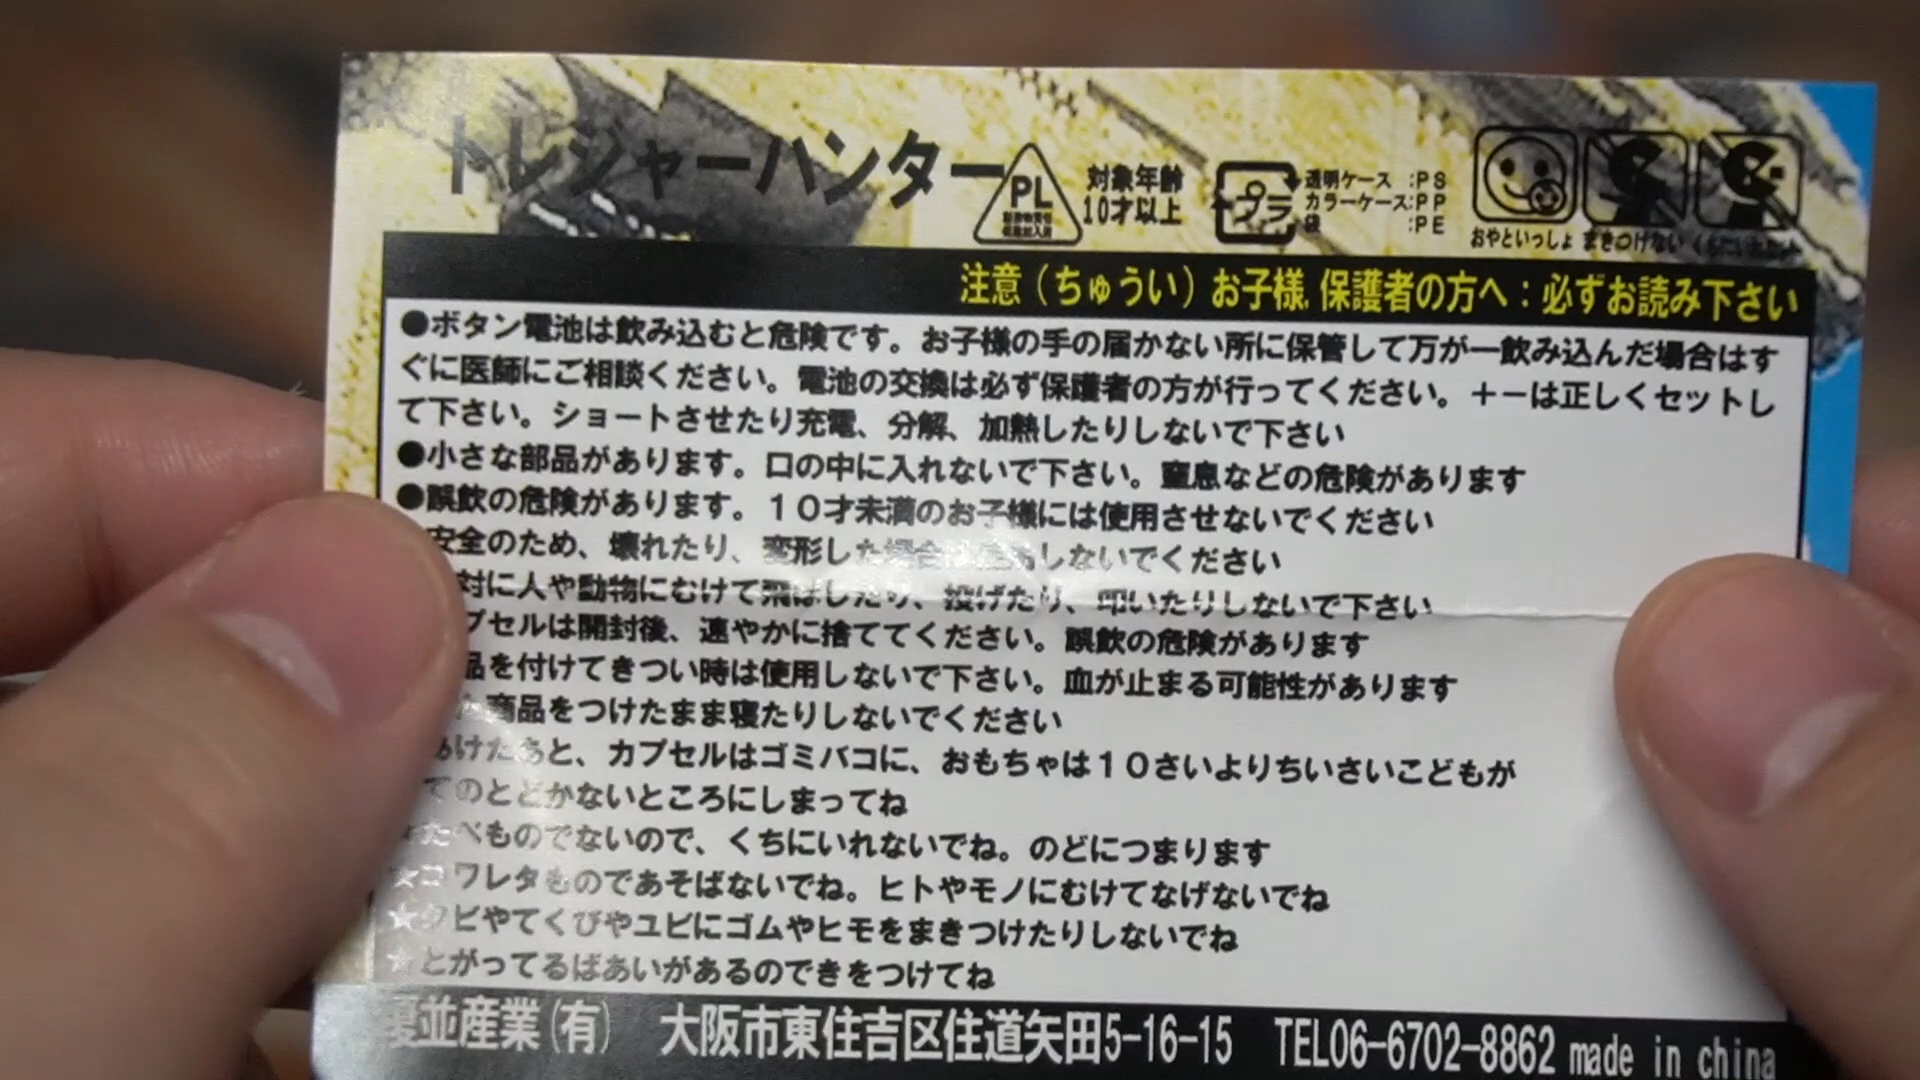 トレジャーハンター
PL
対象年齢
10才以上
プラ
透明ケース :PS
カラーケース:PP
袋 :PE
おやといっしょ まきつけない
注意（ちゅうい）お子様,保護者の方へ：必ずお読み下さい
●ボタン電池は飲み込むと危険です。お子様の手の届かない所に保管して万が一飲み込んだ場合はす
ぐに医師にご相談ください。電池の交換は必ず保護者の方が行ってください。＋－は正しくセットし
て下さい。ショートさせたり充電、分解、加熱したりしないで下さい
●小さな部品があります。口の中に入れないで下さい。窒息などの危険があります
●誤飲の危険があります。１０才未満のお子様には使用させないでください
安全のため、壊れたり、変形した場合は使用しないでください
対に人や動物にむけて飛ばしたり、投げたり、叩いたりしないで下さい
プセルは開封後、速やかに捨ててください。誤飲の危険があります
品を付けてきつい時は使用しないで下さい。血が止まる可能性があります
商品をつけたまま寝たりしないでください
あけたあと、カプセルはゴミバコに、おもちゃは１０さいよりちいさいこどもが
てのとどかないところにしまってね
たべものでないので、くちにいれないでね。のどにつまります
☆コワレタものであそばないでね。ヒトやモノにむけてなげないでね
☆クビやてくびやユビにゴムやヒモをまきつけたりしないでね
☆とがってるばあいがあるのできをつけてね
優並産業(有) 大阪市東住吉区住道矢田5-16-15 TEL06-6702-8862 made in china